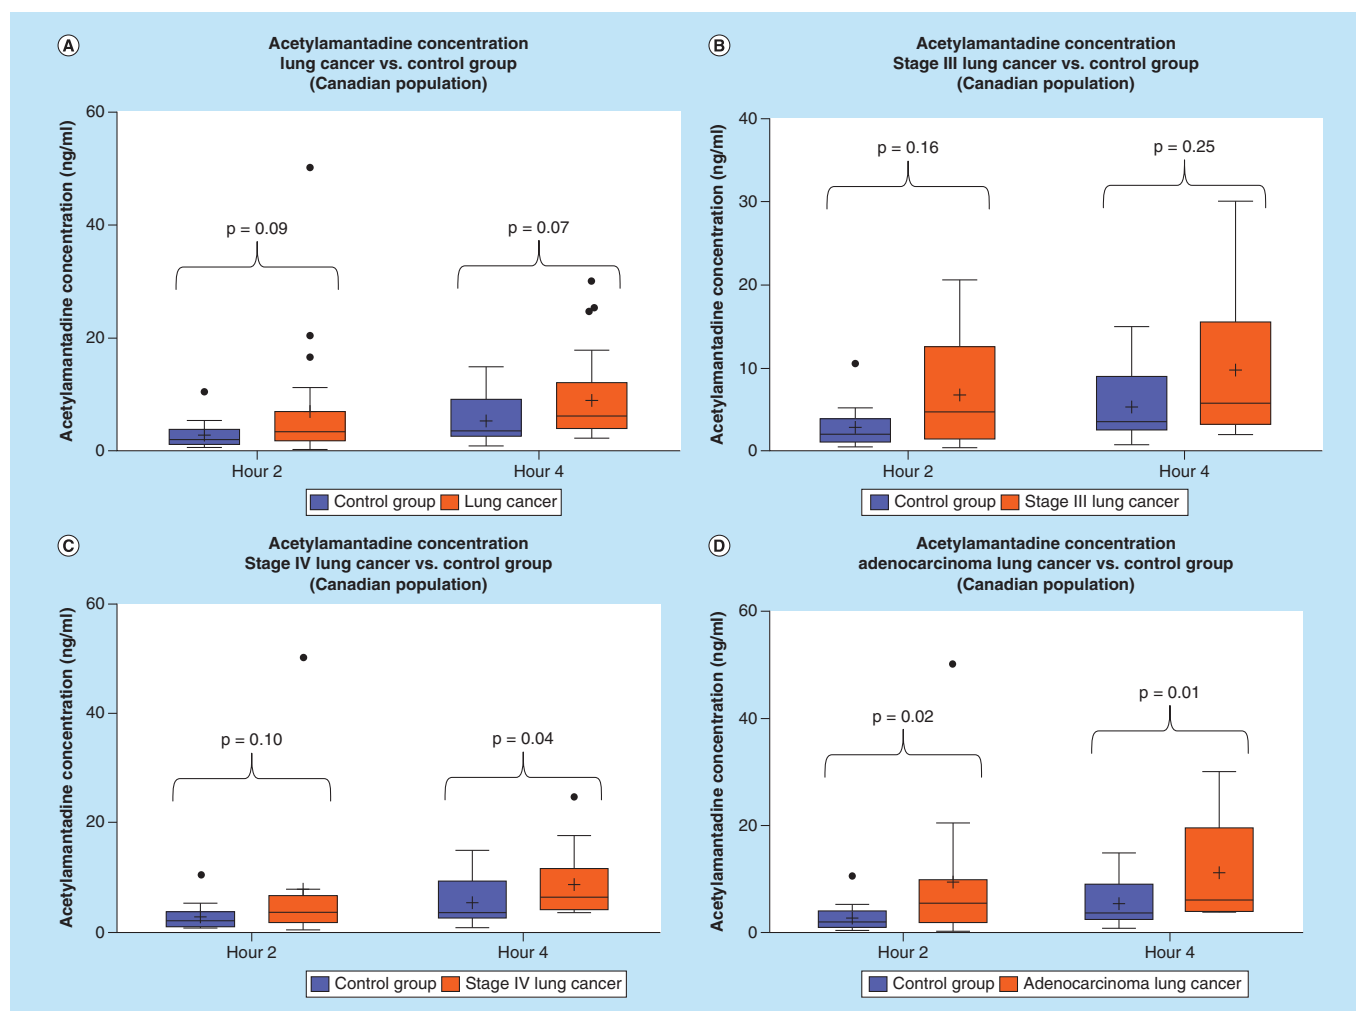 A
Acetylamantadine concentration
lung cancer vs. control group
(Canadian population)
Acetylamantadine concentration (ng/ml)
60
40
20
0
p = 0.09
p = 0.07
Hour 2
Hour 4
Control group
Lung cancer
B
Acetylamantadine concentration
Stage III lung cancer vs. control group
(Canadian population)
Acetylamantadine concentration (ng/ml)
40
30
20
10
0
p = 0.16
p = 0.25
Hour 2
Hour 4
Control group
Stage III lung cancer
C
Acetylamantadine concentration
Stage IV lung cancer vs. control group
(Canadian population)
Acetylamantadine concentration (ng/ml)
60
40
20
0
p = 0.10
p = 0.04
Hour 2
Hour 4
Control group
Stage IV lung cancer
D
Acetylamantadine concentration
adenocarcinoma lung cancer vs. control group
(Canadian population)
Acetylamantadine concentration (ng/ml)
60
40
20
0
p = 0.02
p = 0.01
Hour 2
Hour 4
Control group
Adenocarcinoma lung cancer